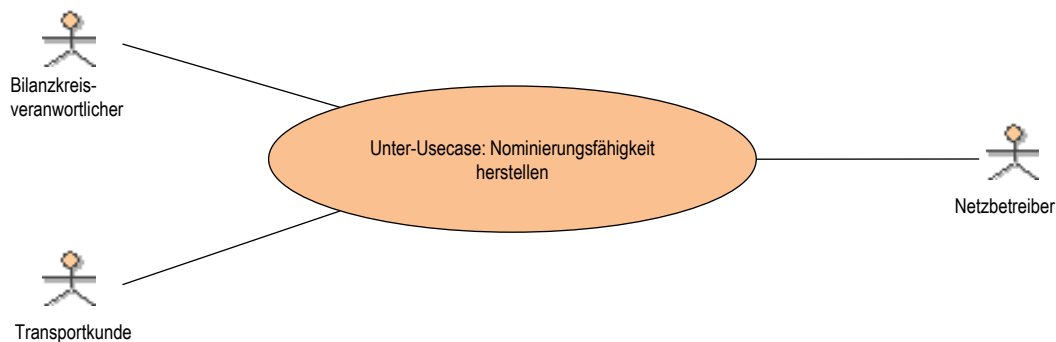 Bilanzkreis-
veranwortlicher
Unter-Usecase: Nominierungsfähigkeit
herstellen
Netzbetreiber
Transportkunde